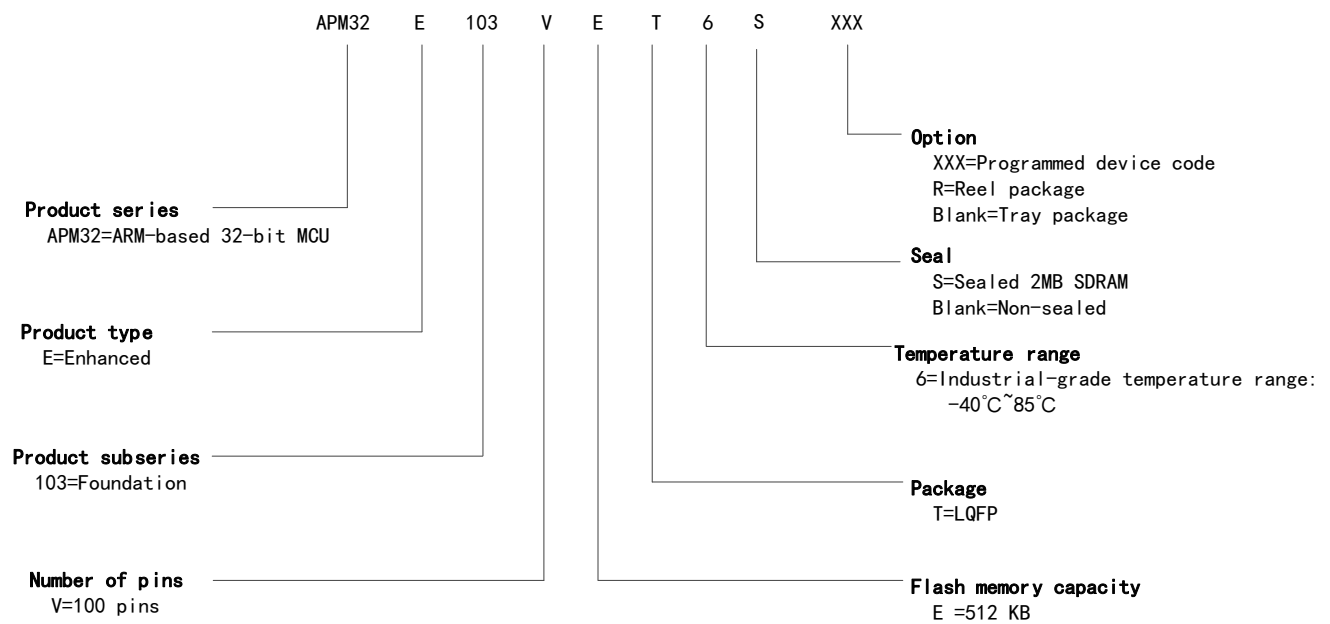 APM32 E 103 V E T 6 S XXX
Product series
APM32=ARM-based 32-bit MCU
Product type
E=Enhanced
Product subseries
103=Foundation
Number of pins
V=100 pins
Option
XXX=Programmed device code
R=Reel package
Blank=Tray package
Seal
S=Sealed 2MB SDRAM
Blank=Non-sealed
Temperature range
6=Industrial-grade temperature range:
-40℃~85℃
Package
T=LQFP
Flash memory capacity
E =512 KB